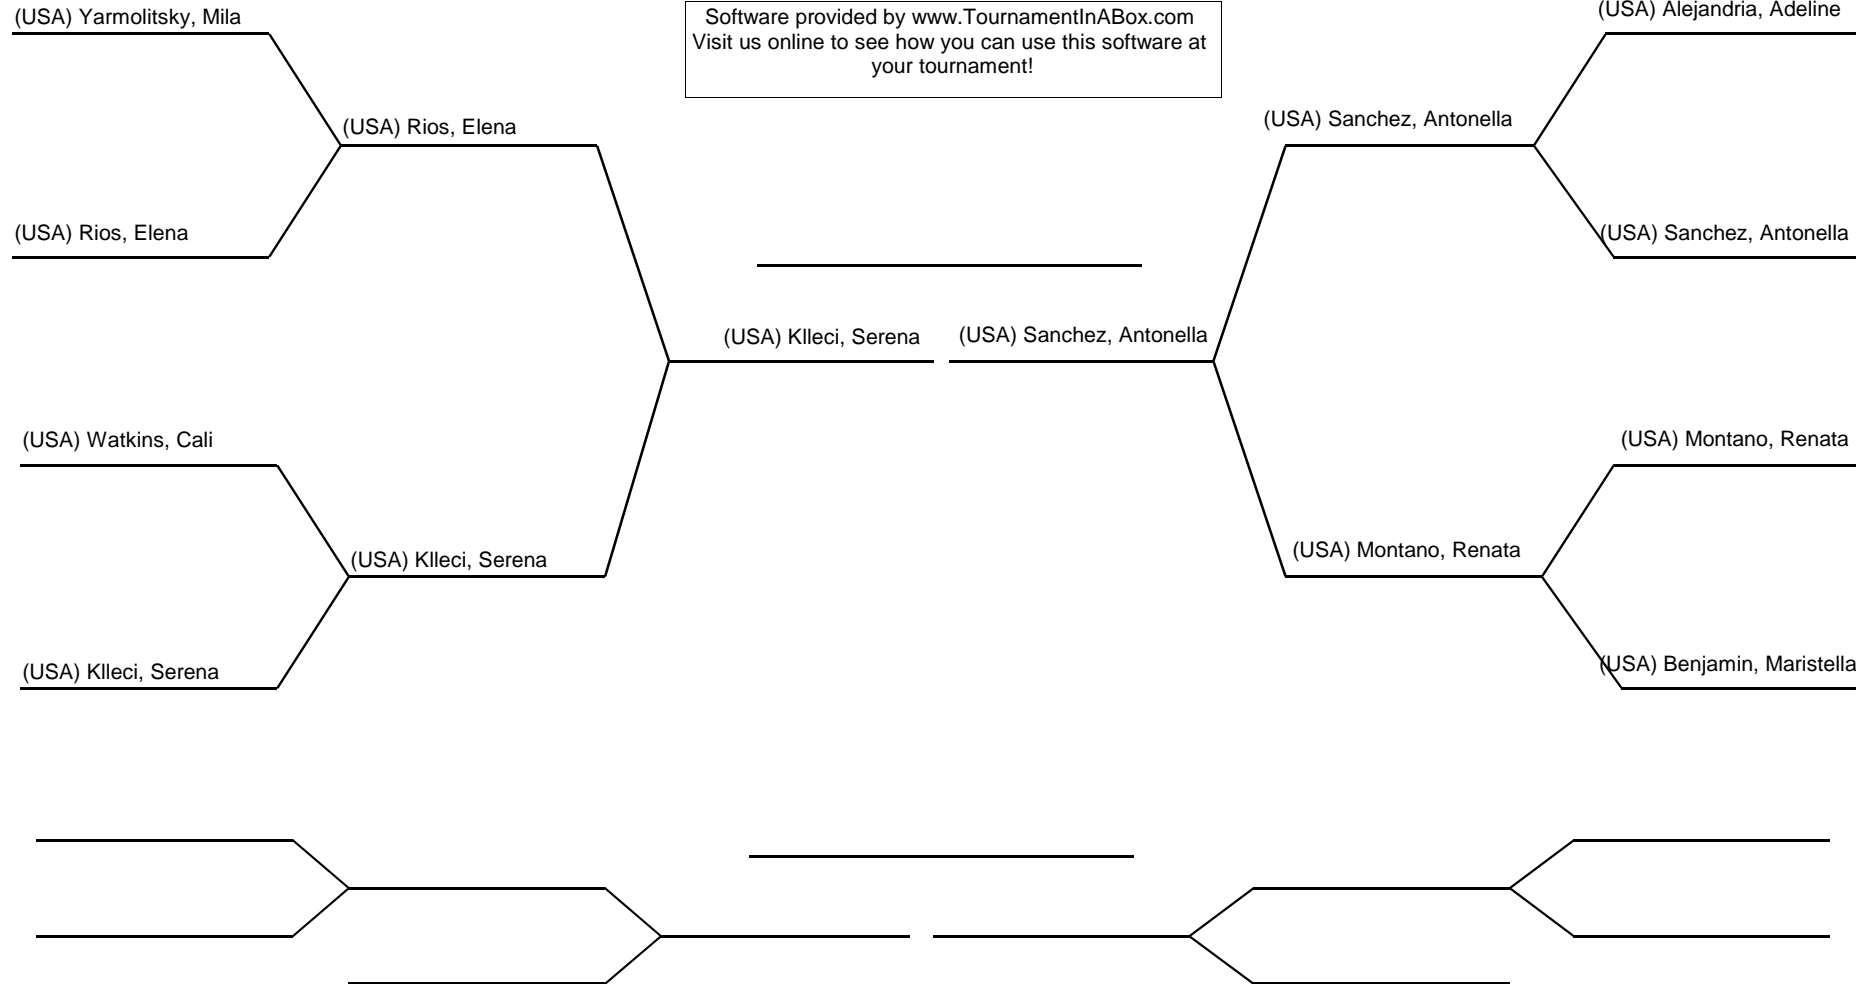 (USA) Yarmolitsky, Mila
Software provided by www.TournamentInABox.com
Visit us online to see how you can use this software at
your tournament!
(USA) Alejandria, Adeline
(USA) Rios, Elena
(USA) Sanchez, Antonella
(USA) Rios, Elena
(USA) Sanchez, Antonella
(USA) Klleci, Serena
(USA) Sanchez, Antonella
(USA) Watkins, Cali
(USA) Montano, Renata
(USA) Klleci, Serena
(USA) Montano, Renata
(USA) Klleci, Serena
(USA) Benjamin, Maristella